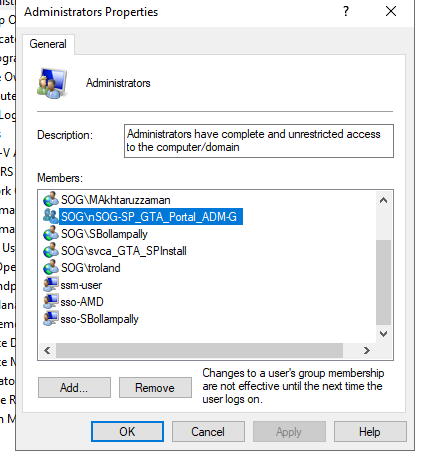 Administrators Properties
?
General
Administrators
Description:
Administrators have complete and unrestricted access
to the computer/domain
Members:
SOG\MAkhtaruzzaman
SOG\nSOG-SP_GTA_Portal_ADM-G
SOG\SBollampally
SOG\svca_GTA_SPInstall
SOG\troland
ssm-user
sso-AMD
sso-SBollampally
Add...
Remove
Changes to a user's group membership
are not effective until the next time the
user logs on.
OK
Cancel
Apply
Help